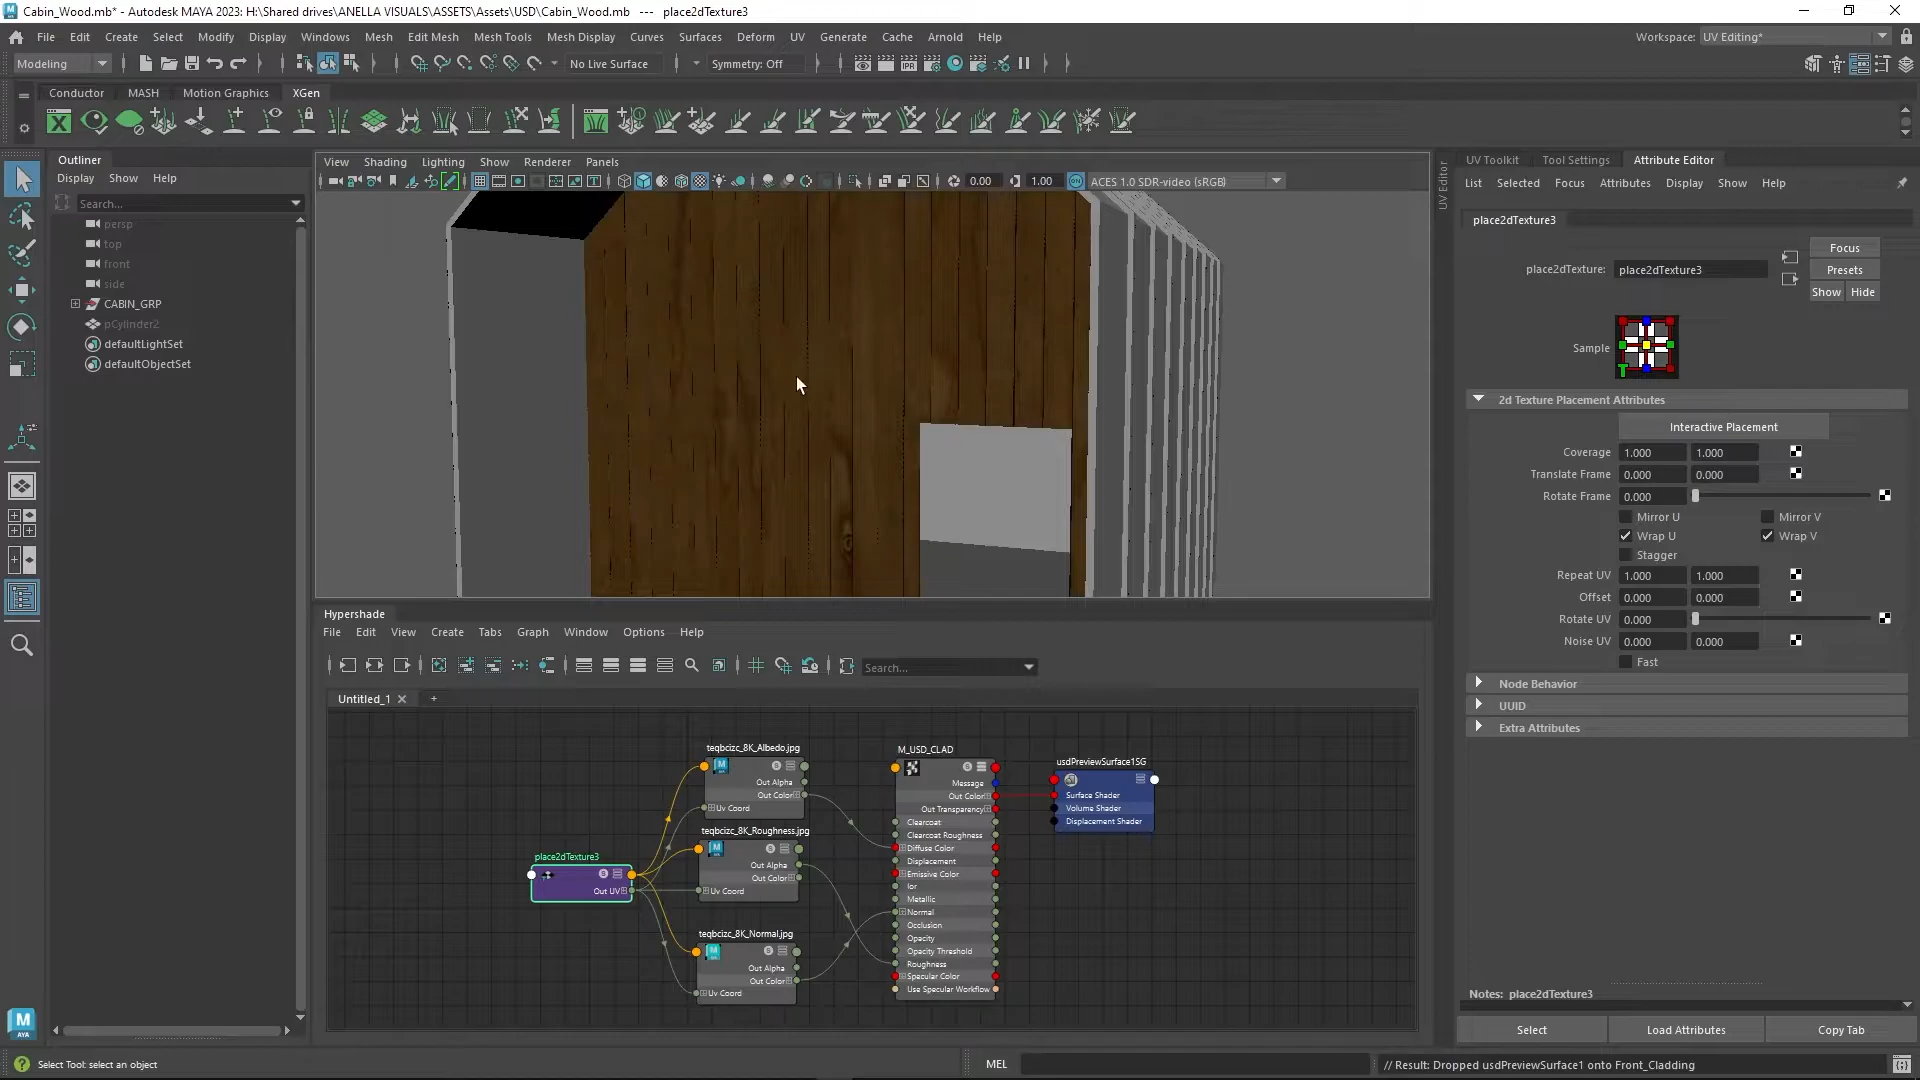 Cabin_Wood.mb* - Autodesk MAYA 2023: H:\Shared drives\ANELLA VISUALS\ASSETS\Assets\USD\Cabin_Wood.mb --- place2dTexture3
File Edit Create Select Modify Display Windows Mesh Edit Mesh Mesh Tools Mesh Display Curves Surfaces Deform UV Generate Cache Arnold Help
Workspace: UV Editing*
Modeling
No Live Surface
Symmetry: Off
IPR
Conductor MASH Motion Graphics XGen
Outliner
Display Show Help
Search...
persp
top
front
side
CABIN_GRP
pCylinder2
defaultLightSet
defaultObjectSet
View Shading Lighting Show Renderer Panels
0.00
1.00
ACES 1.0 SDR-video (sRGB)
UV Editor
UV Toolkit Tool Settings Attribute Editor
List Selected Focus Attributes Display Show Help
place2dTexture3
Focus
place2dTexture: place2dTexture3
Presets
Show Hide
Sample
2d Texture Placement Attributes
Interactive Placement
Coverage 1.000 1.000
Translate Frame 0.000 0.000
Rotate Frame 0.000
Mirror U Mirror V
Wrap U Wrap V
Stagger
Repeat UV 1.000 1.000
Offset 0.000 0.000
Rotate UV 0.000
Noise UV 0.000 0.000
Fast
Node Behavior
UUID
Extra Attributes
Notes: place2dTexture3
Select Load Attributes Copy Tab
Hypershade
File Edit View Create Tabs Graph Window Options Help
Search...
Untitled_1
+
place2dTexture3
Out UV
teqbcizc_8K_Albedo.jpg
Out Alpha
Out Color
Uv Coord
teqbcizc_8K_Roughness.jpg
Out Alpha
Out Color
Uv Coord
teqbcizc_8K_Normal.jpg
Out Alpha
Out Color
Uv Coord
M_USD_CLAD
Message
Out Color
Out Transparency
Clearcoat
Clearcoat Roughness
Diffuse Color
Displacement
Emissive Color
Ior
Metallic
Normal
Occlusion
Opacity
Opacity Threshold
Roughness
Specular Color
Use Specular Workflow
usdPreviewSurface1SG
Surface Shader
Volume Shader
Displacement Shader
M
AYA
Select Tool: select an object
MEL
// Result: Dropped usdPreviewSurface1 onto Front_Cladding